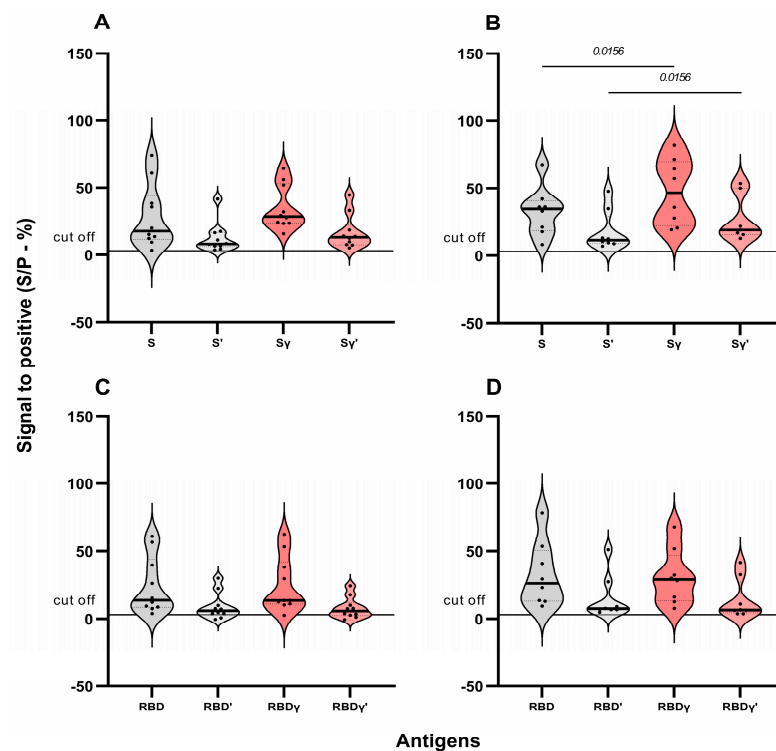 A
B
150
100
50
cut off
0
-50
S
S'
Sγ
Sγ'
150
0.0156
0.0156
100
50
cut off
0
-50
S
S'
Sγ
Sγ'
Signal to positive (S/P - %)
C
D
150
100
50
cut off
0
-50
RBD
RBD'
RBDγ
RBDγ'
150
100
50
cut off
0
-50
RBD
RBD'
RBDγ
RBDγ'
Antigens